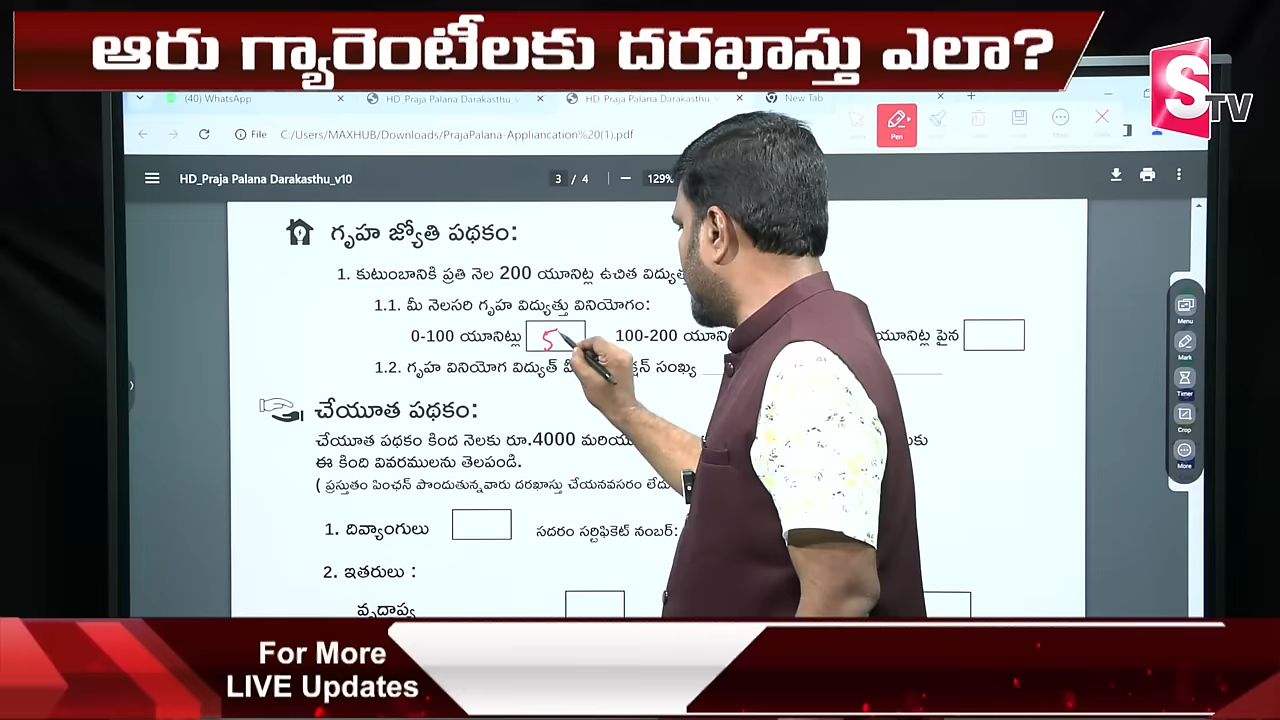 ఆరు గ్యారెంటీలకు దరఖాస్తు ఎలా?
STV
(40) WhatsApp
HD_Praja Palana Darakasthu_
HD_Praja Palana Darakasthu
New Tab
File C:/Users/MAXHUB/Downloads/PrajaPalana-Appliancation%20(1).pdf
Pen
HD_Praja Palana Darakasthu_v10
3 / 4
129%
గృహ జ్యోతి పథకం:
1. కుటుంబానికి ప్రతి నెల 200 యూనిట్ల ఉచిత
1.1. మీ నెలసరి గృహ విద్యుత్తు వినియోగం:
0-100 యూనిట్లు 5 100-200 యూనిట్ల పైన
1.2. గృహ వినియోగ విద్యుత్ సంఖ్య
చేయూత పథకం:
చేయూత పథకం కింద నెలకు రూ.4000
ఈ కింది వివరములను తెలపండి.
( ప్రస్తుతం పింఛన్ పొందుతున్నవారు దరఖాస్తు చేయనవసరం లేదు
1. దివ్యాంగులు సదరం సర్టిఫికెట్ నంబర్:
2. ఇతరులు :
వృద్ధాప్య
Menu
Mark
Timer
Crop
More
For More
LIVE Updates